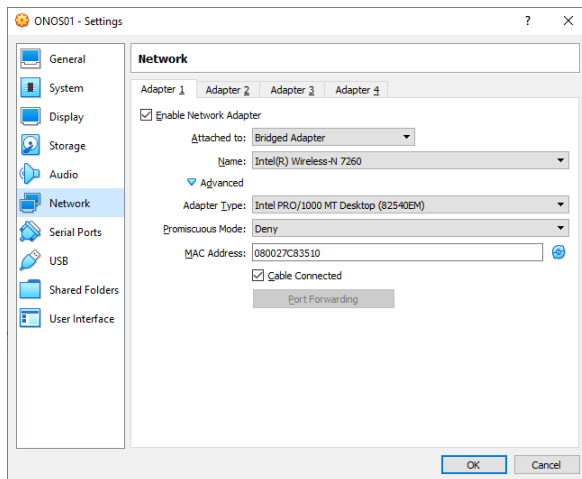 ONOS01 - Settings
?
General
System
Display
Storage
Audio
Network
Serial Ports
USB
Shared Folders
User Interface
Network
Adapter 1 Adapter 2 Adapter 3 Adapter 4
Enable Network Adapter
Attached to: Bridged Adapter
Name: Intel(R) Wireless-N 7260
Advanced
Adapter Type: Intel PRO/1000 MT Desktop (82540EM)
Promiscuous Mode: Deny
MAC Address: 080027C83510
Cable Connected
Port Forwarding
OK Cancel